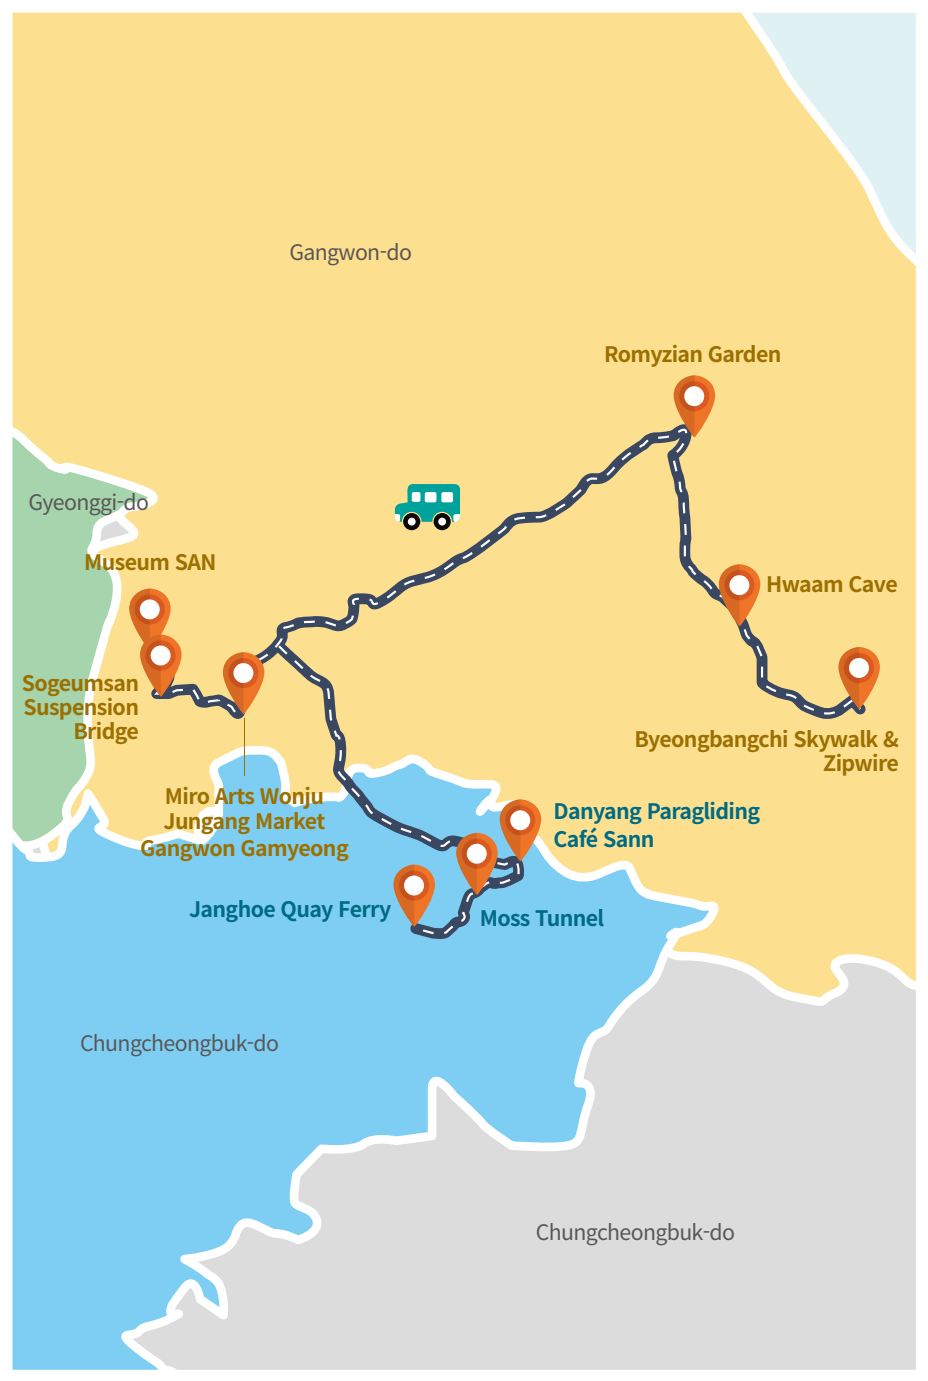 Gangwon-do
Romyzian Garden
Gyeonggi-do
Museum SAN
Hwaam Cave
Sogeumsan
Suspension
Bridge
Byeongbangchi Skywalk &
Zipwire
Miro Arts Wonju
Jungang Market
Gangwon Gamyeong
Danyang Paragliding
Café Sann
Janghoe Quay Ferry
Moss Tunnel
Chungcheongbuk-do
Chungcheongbuk-do